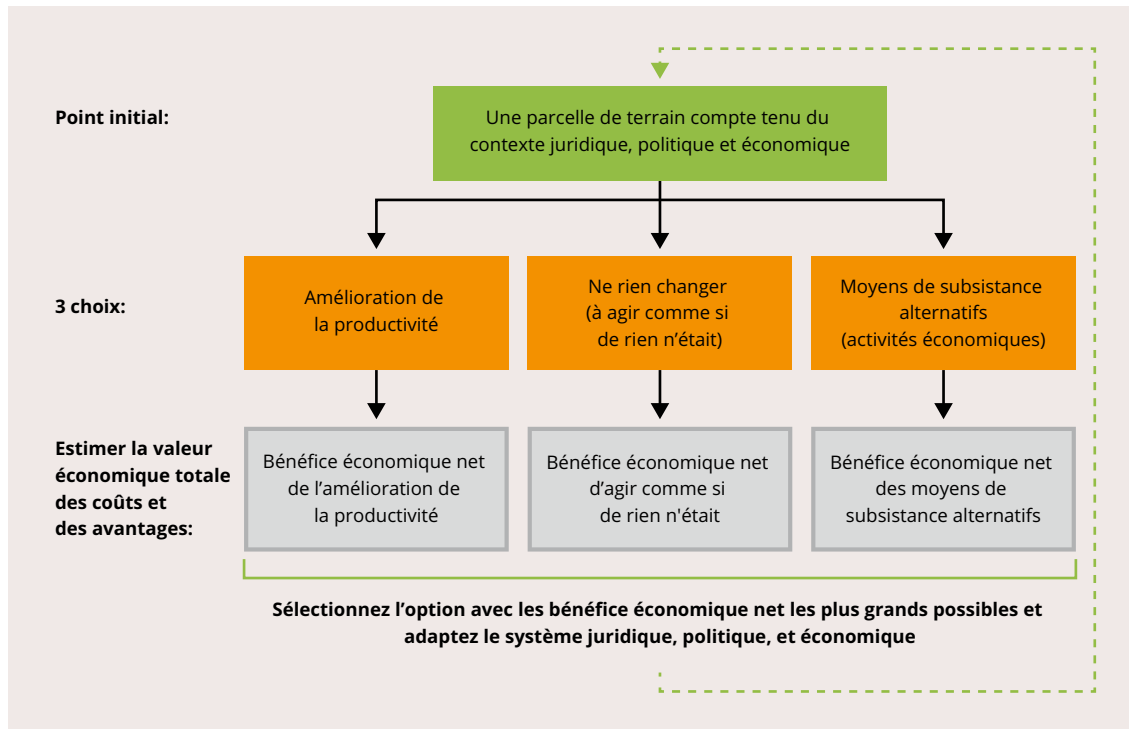 Point initial:
Une parcelle de terrain compte tenu du
contexte juridique, politique et économique
3 choix:
Amélioration de
la productivité
Ne rien changer
(à agir comme si
de rien n’était)
Moyens de subsistance
alternatifs
(activités économiques)
Estimer la valeur
économique totale
des coûts et
des avantages:
Bénéfice économique net
de l’amélioration de
la productivité
Bénéfice économique net
d’agir comme si
de rien n'était
Bénéfice économique net
des moyens de
subsistance alternatifs
Sélectionnez l’option avec les bénéfice économique net les plus grands possibles et
adaptez le système juridique, politique, et économique